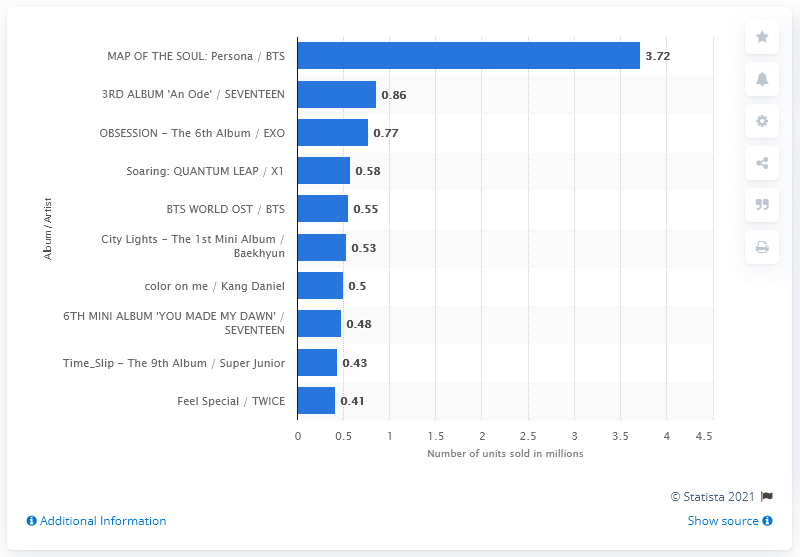 MAP OF THE SOUL: Persona / BTS
3.72
3RD ALBUM 'An Ode' / SEVENTEEN
0.86
OBSESSION - The 6th Album / EXO
0.77
Soaring: QUANTUM LEAP / X1
0.58
BTS WORLD OST / BTS
0.55
City Lights - The 1st Mini Album /
Baekhyun
0.53
color on me / Kang Daniel
0.5
6TH MINI ALBUM 'YOU MADE MY DAWN' /
SEVENTEEN
0.48
Time_Slip - The 9th Album / Super Junior
0.43
Feel Special / TWICE
0.41
Album / Artist
0 0.5 1 1.5 2 2.5 3 3.5 4 4.5
Number of units sold in millions
© Statista 2021
Additional Information
Show source